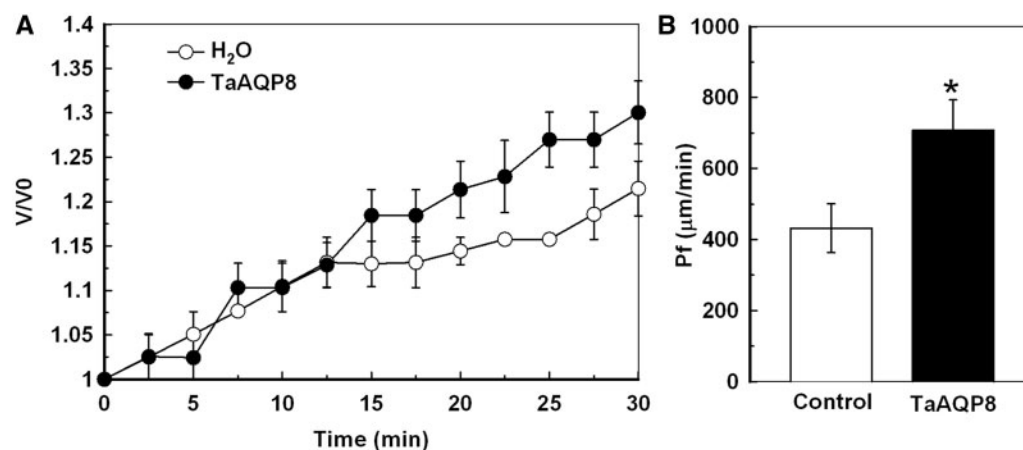 A
H2O
TaAQP8
1.4
1.35
1.3
1.25
1.2
1.15
1.1
1.05
1
V/V0
0 5 10 15 20 25 30
Time (min)
B
*
1000
800
600
400
200
0
Pf (μm/min)
Control TaAQP8